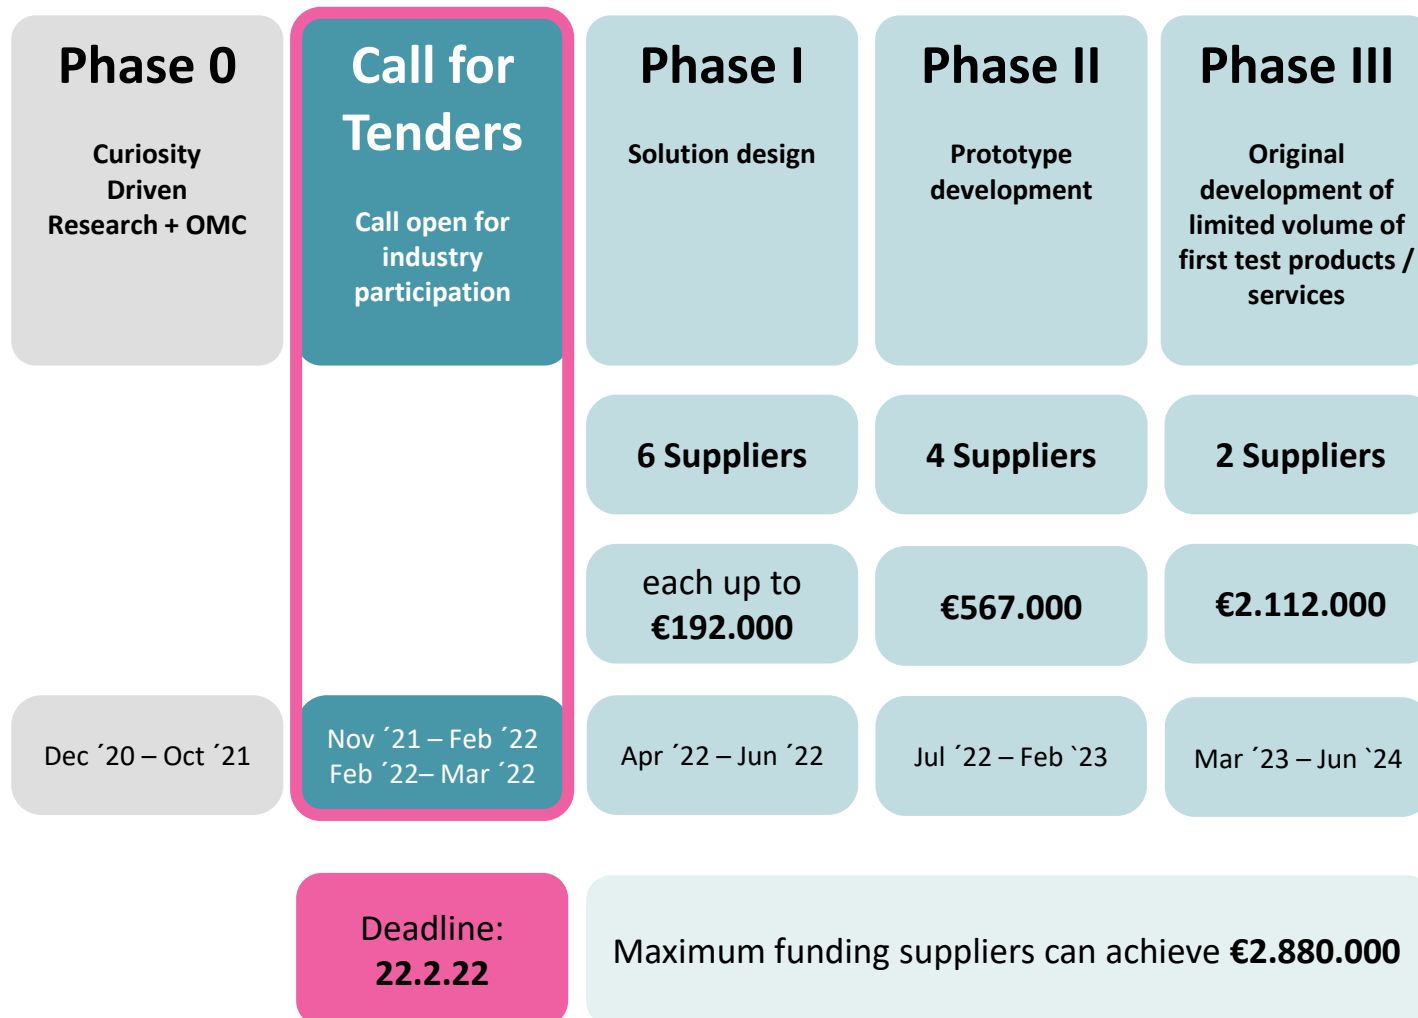 Phase 0
Curiosity
Driven
Research + OMC
Call for
Tenders
Call open for
industry
participation
Phase I
Solution design
Phase II
Prototype
development
Phase III
Original
development of
limited volume of
first test products /
services
6 Suppliers
4 Suppliers
2 Suppliers
each up to
€192.000
€567.000
€2.112.000
Dec ´20 – Oct ´21
Nov ´21 – Feb ´22
Feb ´22– Mar ´22
Apr ´22 – Jun ´22
Jul ´22 – Feb `23
Mar ´23 – Jun `24
Deadline:
22.2.22
Maximum funding suppliers can achieve €2.880.000